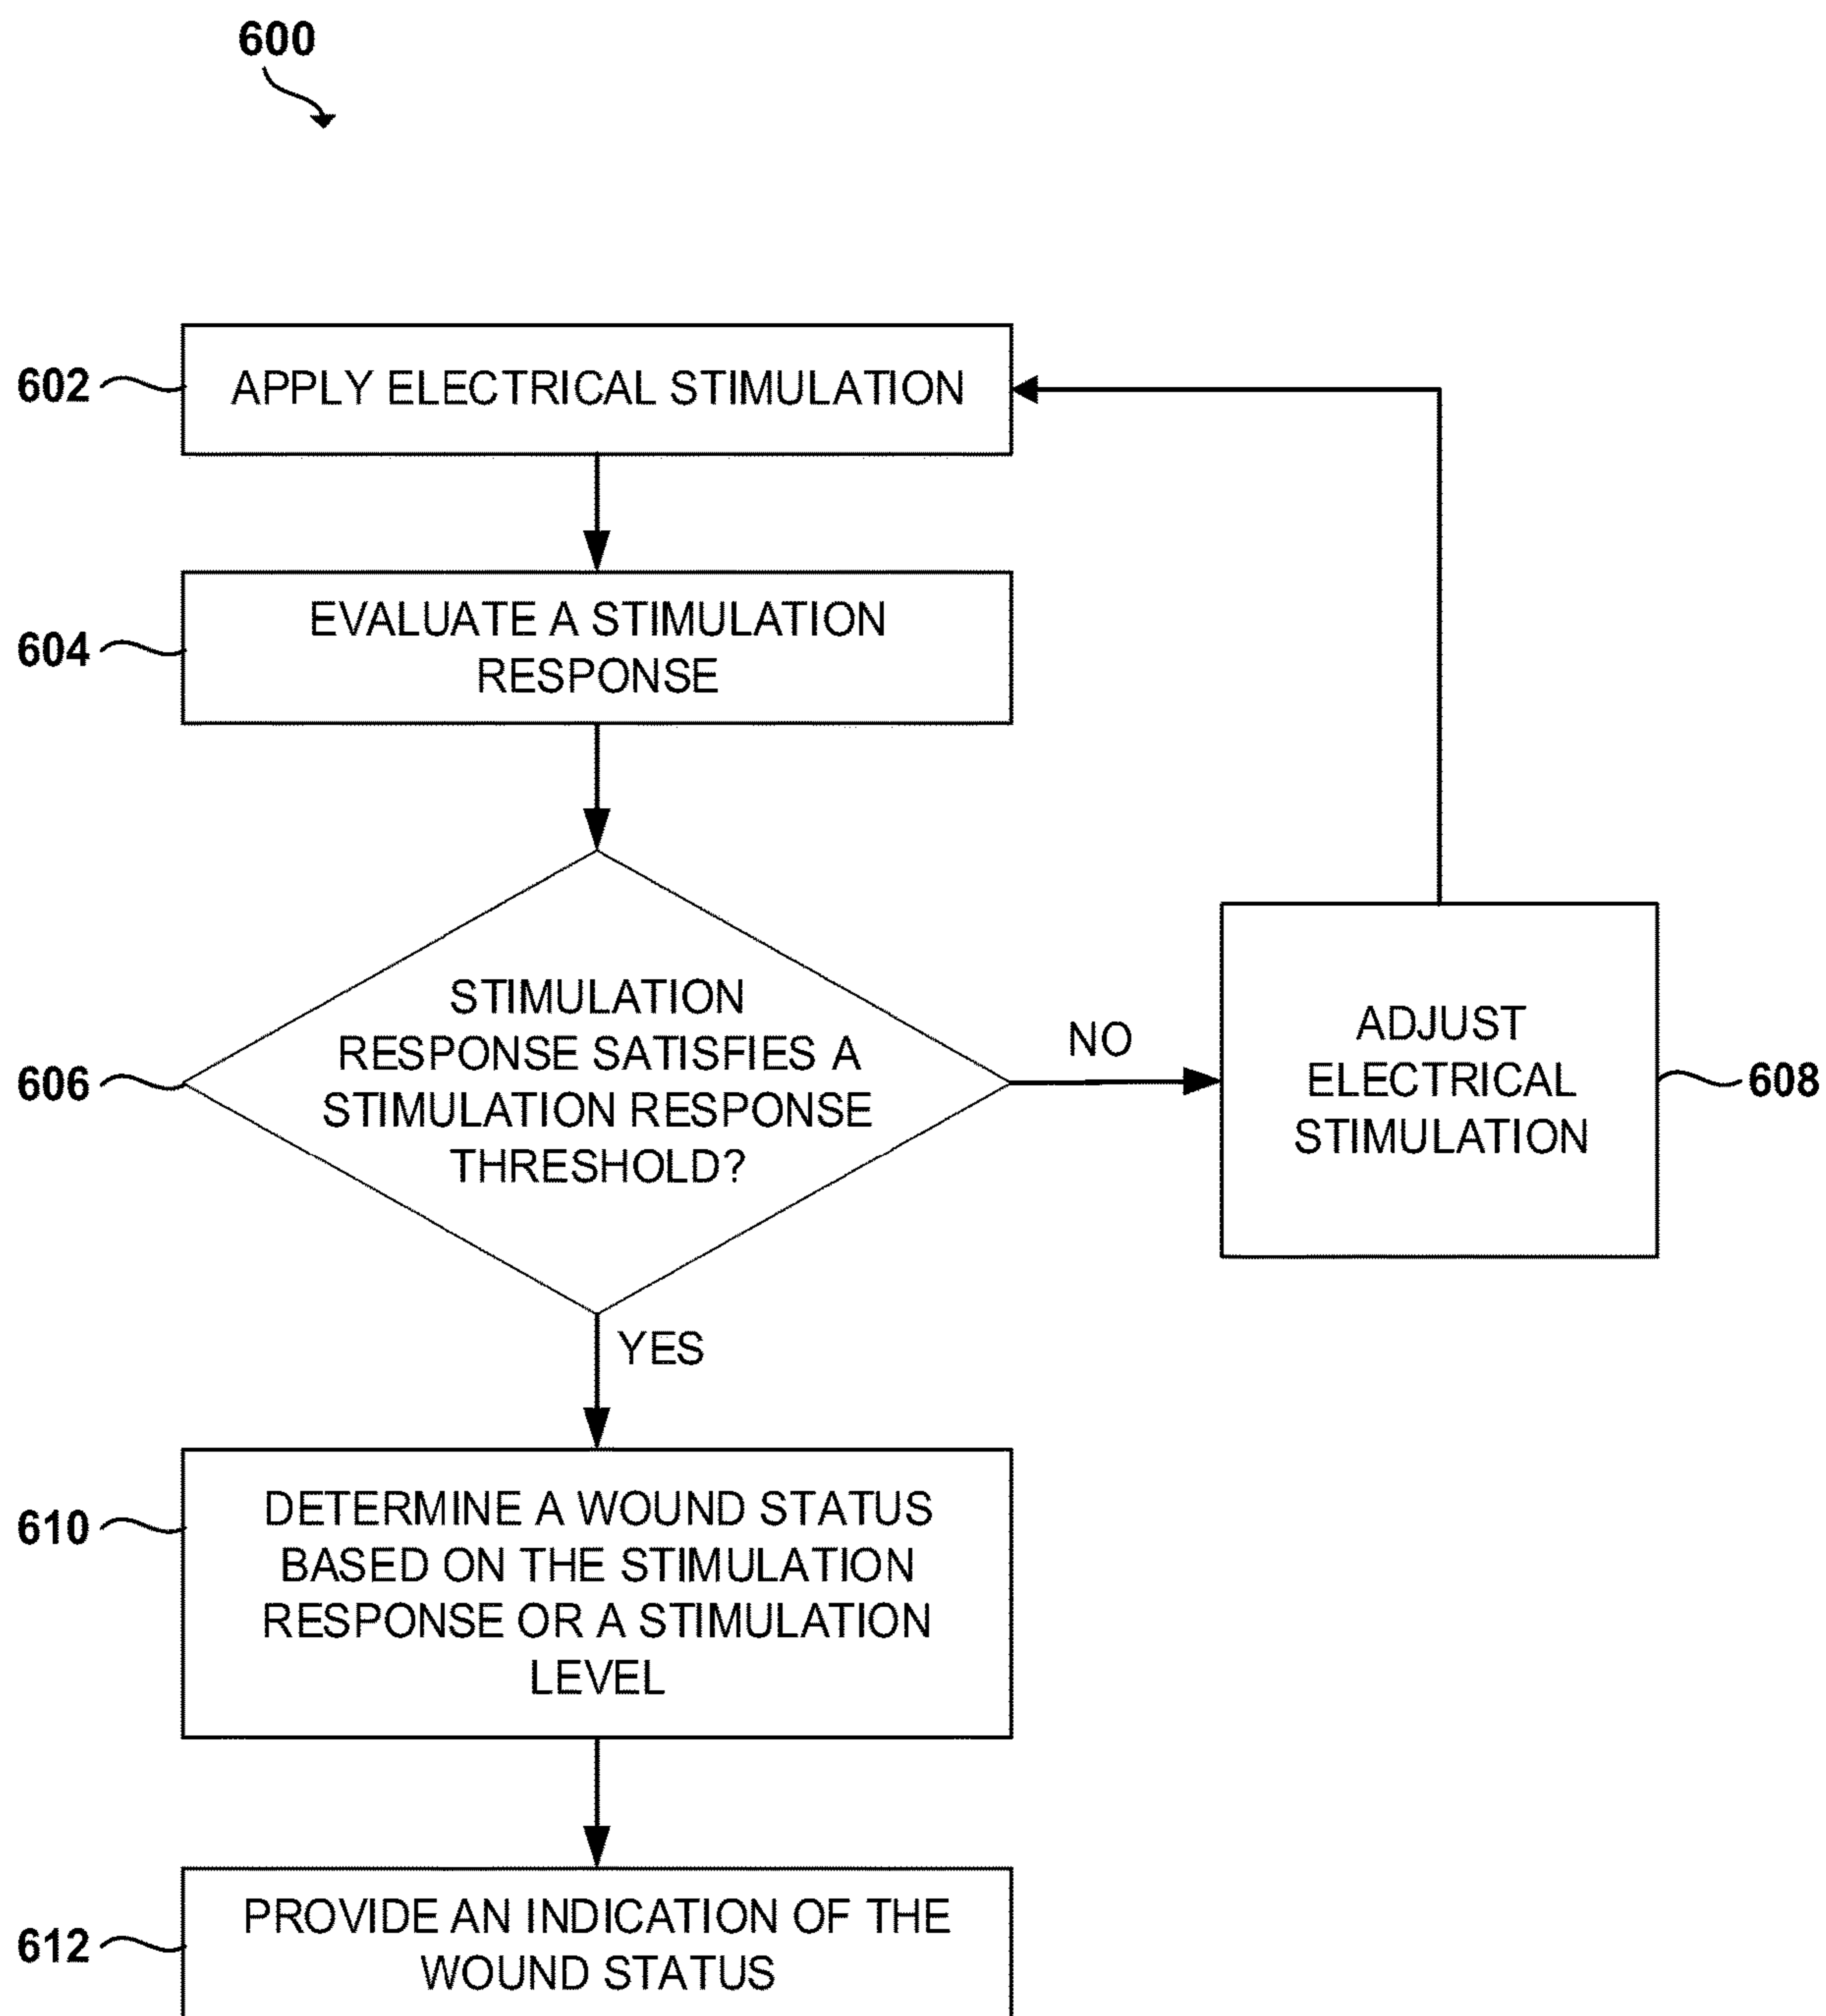 600
602
APPLY ELECTRICAL STIMULATION
604
EVALUATE A STIMULATION
RESPONSE
606
STIMULATION
RESPONSE SATISFIES A
STIMULATION RESPONSE
THRESHOLD?
NO
ADJUST
ELECTRICAL
STIMULATION
608
YES
610
DETERMINE A WOUND STATUS
BASED ON THE STIMULATION
RESPONSE OR A STIMULATION
LEVEL
612
PROVIDE AN INDICATION OF THE
WOUND STATUS